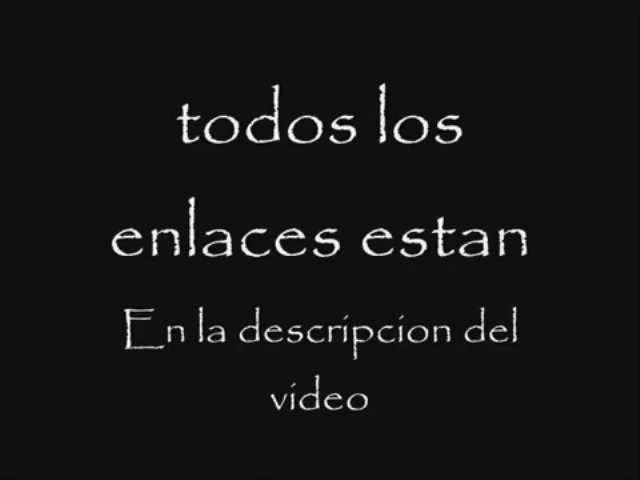 todos los
enlaces estan
En la descripcion del
video